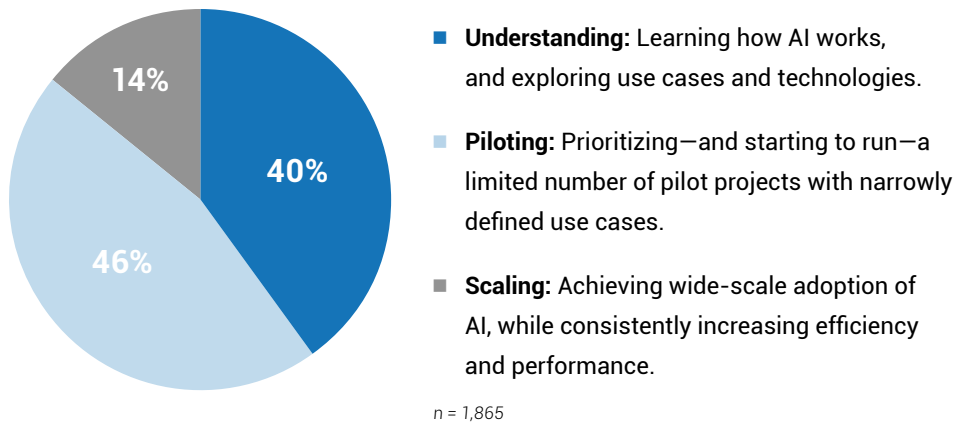 14%
40%
46%
Understanding: Learning how AI works,
and exploring use cases and technologies.
Piloting: Prioritizing—and starting to run—a
limited number of pilot projects with narrowly
defined use cases.
Scaling: Achieving wide-scale adoption of
AI, while consistently increasing efficiency
and performance.
n = 1,865